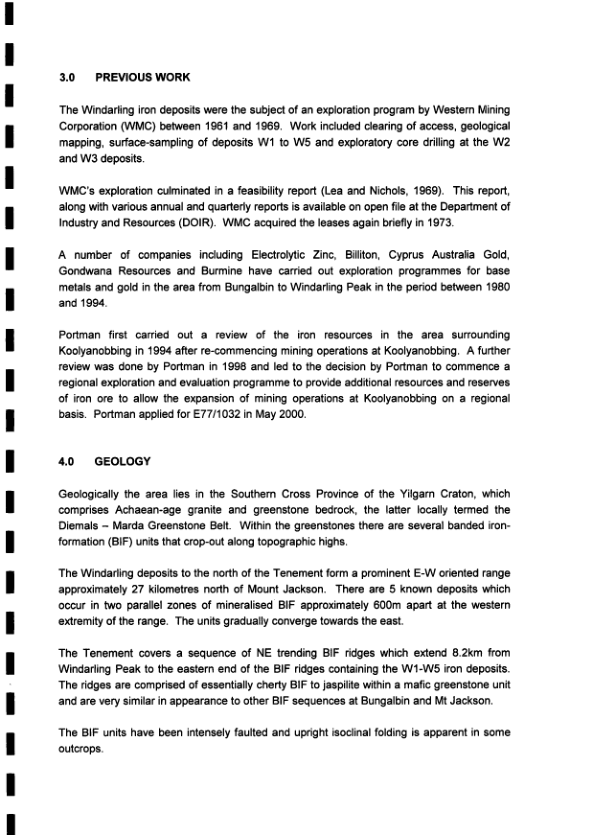 3.0 PREVIOUS WORK
The Windarling iron deposits were the subject of an exploration program by Western Mining
Corporation (WMC) between 1961 and 1969. Work included clearing of access, geological
mapping, surface-sampling of deposits W1 to W5 and exploratory core drilling at the W2
and W3 deposits.
WMC's exploration culminated in a feasibility report (Lea and Nichols, 1969). This report,
along with various annual and quarterly reports is available on open file at the Department of
Industry and Resources (DOIR). WMC acquired the leases again briefly in 1973.
A number of companies including Electrolytic Zinc, Billiton, Cyprus Australia Gold,
Gondwana Resources and Burmine have carried out exploration programmes for base
metals and gold in the area from Bungalbin to Windarling Peak in the period between 1980
and 1994.
Portman first carried out a review of the iron resources in the area surrounding
Koolyanobbing in 1994 after re-commencing mining operations at Koolyanobbing. A further
review was done by Portman in 1998 and led to the decision by Portman to commence a
regional exploration and evaluation programme to provide additional resources and reserves
of iron ore to allow the expansion of mining operations at Koolyanobbing on a regional
basis. Portman applied for E77/1032 in May 2000.
4.0 GEOLOGY
Geologically the area lies in the Southern Cross Province of the Yilgarn Craton, which
comprises Achaean-age granite and greenstone bedrock, the latter locally termed the
Diemals – Marda Greenstone Belt. Within the greenstones there are several banded iron-
formation (BIF) units that crop-out along topographic highs.
The Windarling deposits to the north of the Tenement form a prominent E-W oriented range
approximately 27 kilometres north of Mount Jackson. There are 5 known deposits which
occur in two parallel zones of mineralised BIF approximately 600m apart at the western
extremity of the range. The units gradually converge towards the east.
The Tenement covers a sequence of NE trending BIF ridges which extend 8.2km from
Windarling Peak to the eastern end of the BIF ridges containing the W1-W5 iron deposits.
The ridges are comprised of essentially cherty BIF to jaspilite within a mafic greenstone unit
and are very similar in appearance to other BIF sequences at Bungalbin and Mt Jackson.
The BIF units have been intensely faulted and upright isoclinal folding is apparent in some
outcrops.